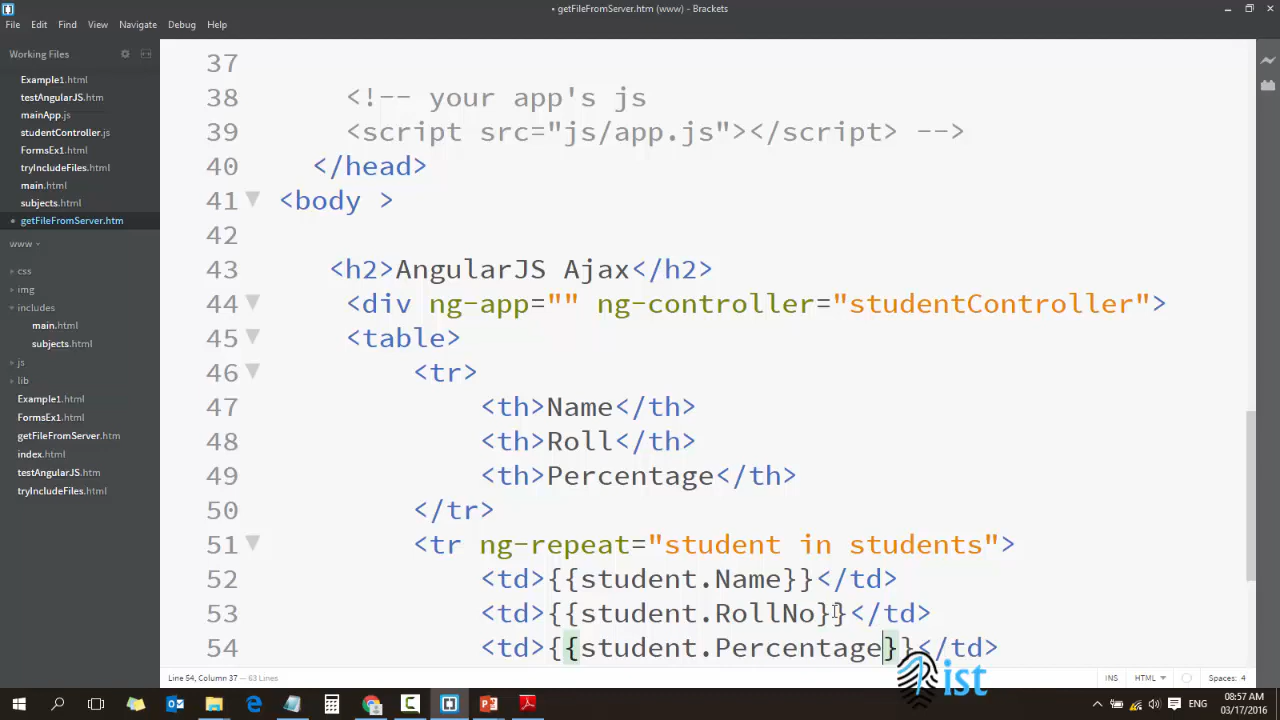 • getFileFromServer.htm (www) - Brackets
File Edit Find View Navigate Debug Help
Working Files
Example1.html
testAngularJS.htm
mainApp.js
studentController.js
FormsEx1.html
tryIncludeFiles.html
main.html
subjects.html
• getFileFromServer.htm
www
css
img
includes
main.html
subjects.html
js
lib
Example1.html
FormsEx1.html
getFileFromServer.htm
index.html
testAngularJS.htm
tryIncludeFiles.html
37
38 <!-- your app's js
39 <script src="js/app.js"></script> -->
40 </head>
41 <body >
42
43 <h2>AngularJS Ajax</h2>
44 <div ng-app="" ng-controller="studentController">
45 <table>
46 <tr>
47 <th>Name</th>
48 <th>Roll</th>
49 <th>Percentage</th>
50 </tr>
51 <tr ng-repeat="student in students">
52 <td>{{student.Name}}</td>
53 <td>{{student.RollNo}}</td>
54 <td>{{student.Percentage}}</td>
ist
Line 54, Column 37 — 63 Lines
INS HTML Spaces: 4
ENG
08:57 AM
03/17/2016